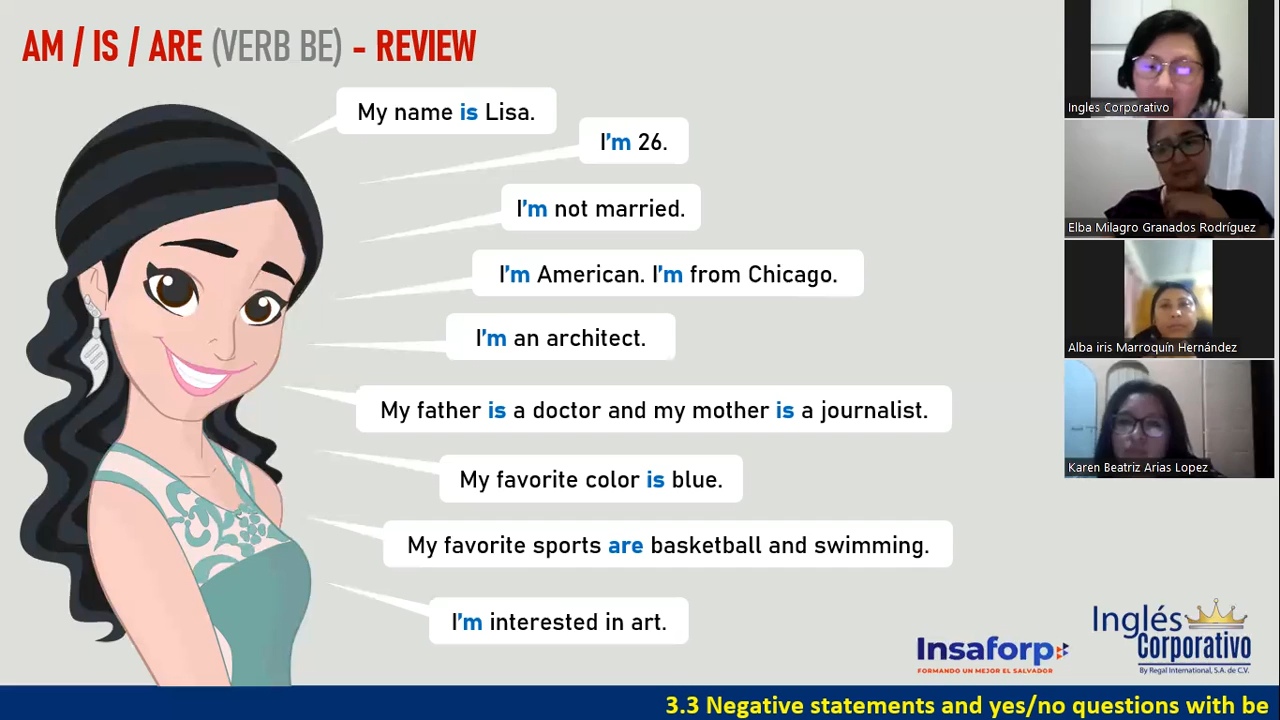 AM / IS / ARE (VERB BE) - REVIEW
My name is Lisa.
I'm 26.
I'm not married.
I'm American. I'm from Chicago.
I'm an architect.
My father is a doctor and my mother is a journalist.
My favorite color is blue.
My favorite sports are basketball and swimming.
I'm interested in art.
Ingles Corporativo
Elba Milagro Granados Rodríguez
Alba iris Marroquín Hernández
Karen Beatriz Arias Lopez
Insaforp
FORMANDO UN MEJOR EL SALVADOR
Inglés
Corporativo
By Regal International, S.A. de C.V.
3.3 Negative statements and yes/no questions with be